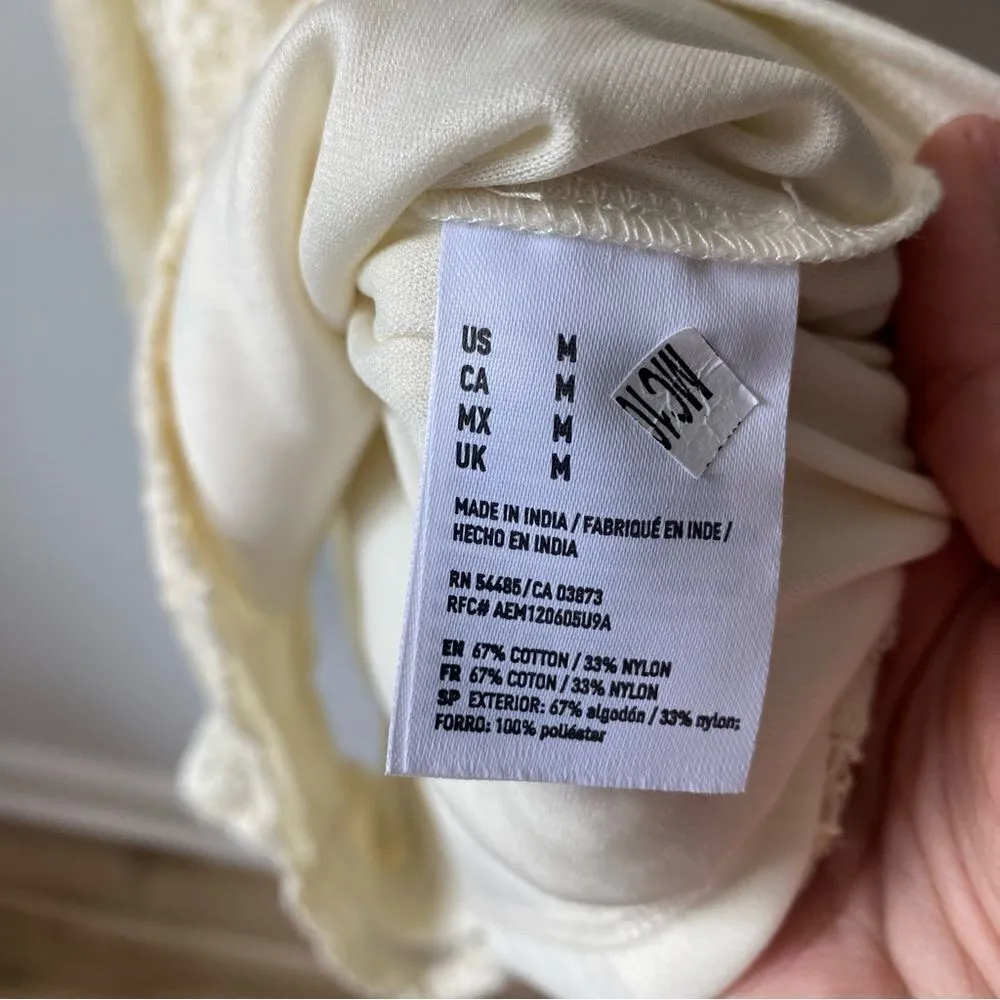 US M
CA M
MX M
UK M
MADE IN INDIA / FABRIQUÉ EN INDE /
HECHO EN INDIA
RN 54485/CA 03873
RFC# AEM120605U9A
EN 67% COTTON / 33% NYLON
FR 67% COTON / 33% NYLON
SP EXTERIOR: 67% algodón / 33% nylon;
FORRO: 100% poliéster